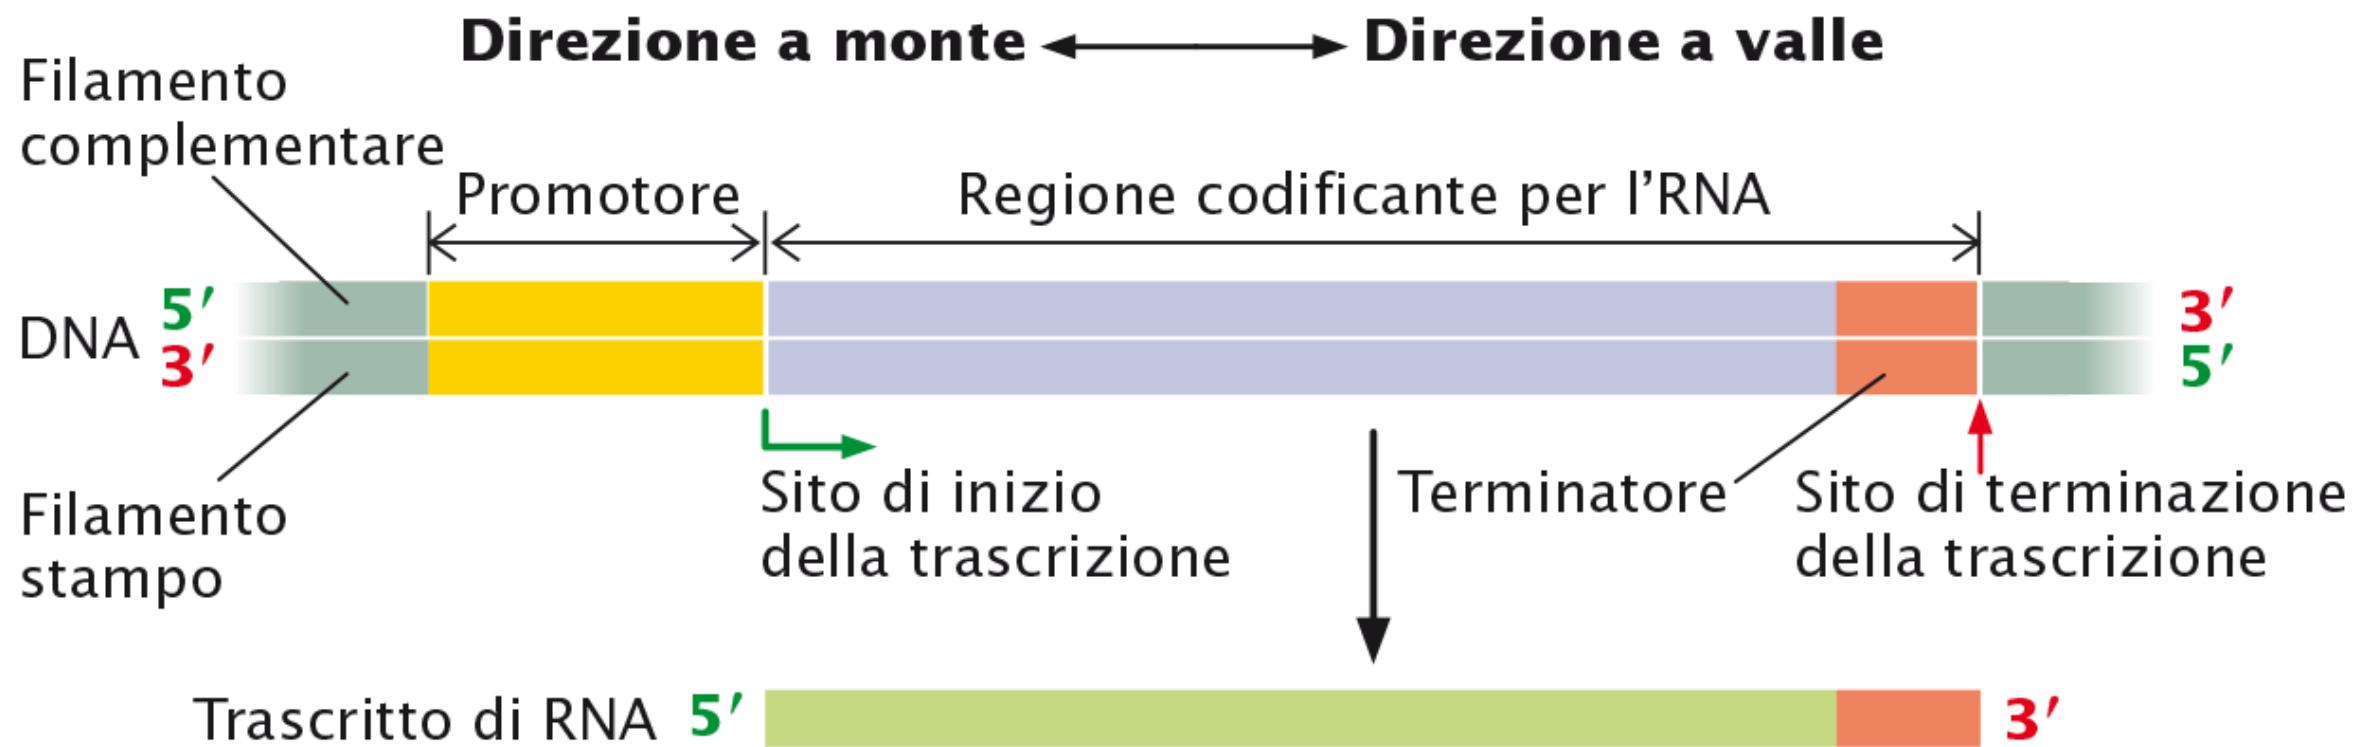 Direzione a monte Direzione a valle
Filamento
complementare
Promotore
Regione codificante per l’RNA
DNA
5′
3′
3′
5′
Filamento
stampo
Sito di inizio
della trascrizione
Terminatore
Sito di terminazione
della trascrizione
Trascritto di RNA 5′ 3′